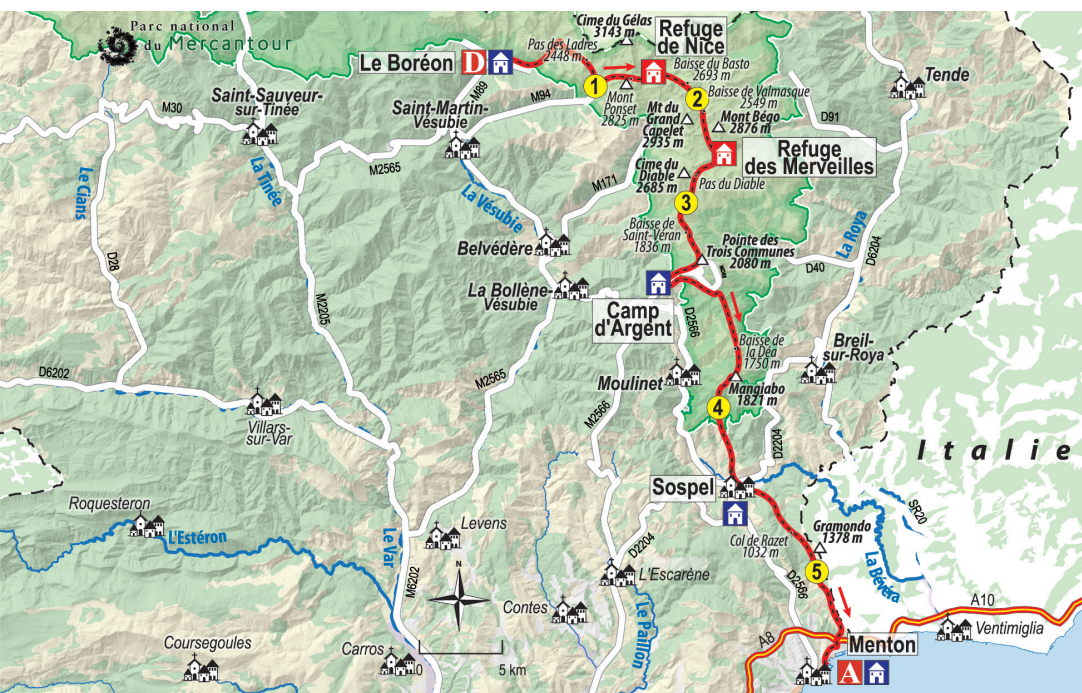 Parc national
du Mercantour
Cime du Gélas
3143 m
Refuge
de Nice
Pas des Ladres
2448 m
Le Boréon
D
Baisse du Basto
2693 m
1
2
Tende
M89
M94
M30
Saint-Sauveur-
sur-Tinée
Saint-Martin-
Vésubie
Mont
Ponset
2825 m
Mt du
Grand
Capelet
2935 m
Baisse de Valmasque
2549 m
Mont Bégo
2876 m
D91
Refuge
des Merveilles
M2565
La Tinée
Le Cians
La Vésubie
M171
Cime du
Diable
2685 m
Pas du Diable
3
Baisse de
Saint-Véran
1836 m
Pointe des
Trois Communes
2080 m
La Roya
D6204
D40
Belvédère
D28
La Bollène-
Vésubie
M2205
Camp
d'Argent
D2566
Baisse de
la Déa
1750 m
Breil-
sur-Roya
Moulinet
Mangiabo
1821 m
4
D6202
M2565
M2566
Villars-
sur-Var
D2204
Italie
Sospel
Roquesteron
L'Estéron
Levens
Le Var
M6202
Col de Razet
1032 m
Gramondo
1378 m
SR20
La Bévéra
5
D2204
L'Escarène
D2566
N
Contes
Le Paillon
A10
Ventimiglia
A8
Menton
A
Coursegoules
Carros
0
5 km